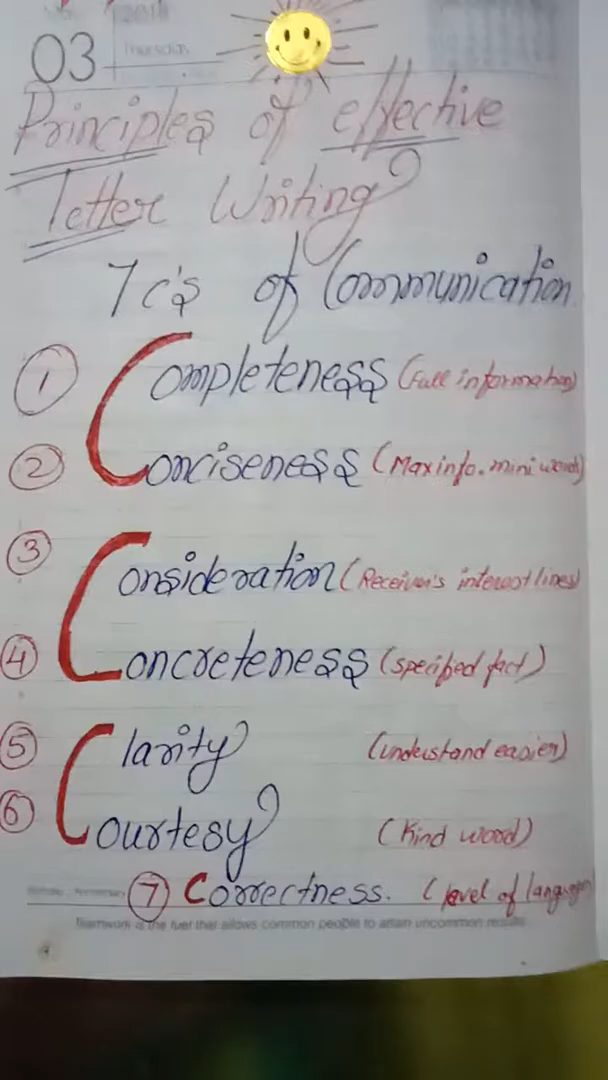 2018
03
Thursday
Principles of effective
letter Writing
7 c's of Communication
1 Completeness (Full information)
2 Conciseness (Max info. mini words)
3 Consideration (Receiver's interest lines)
4 Concreteness (specified fact)
5 Clarity (understand easier)
6 Courtesy (Kind word)
7 Correctness. (level of language)
Teamwork is the fuel that allows common people to attain uncommon results